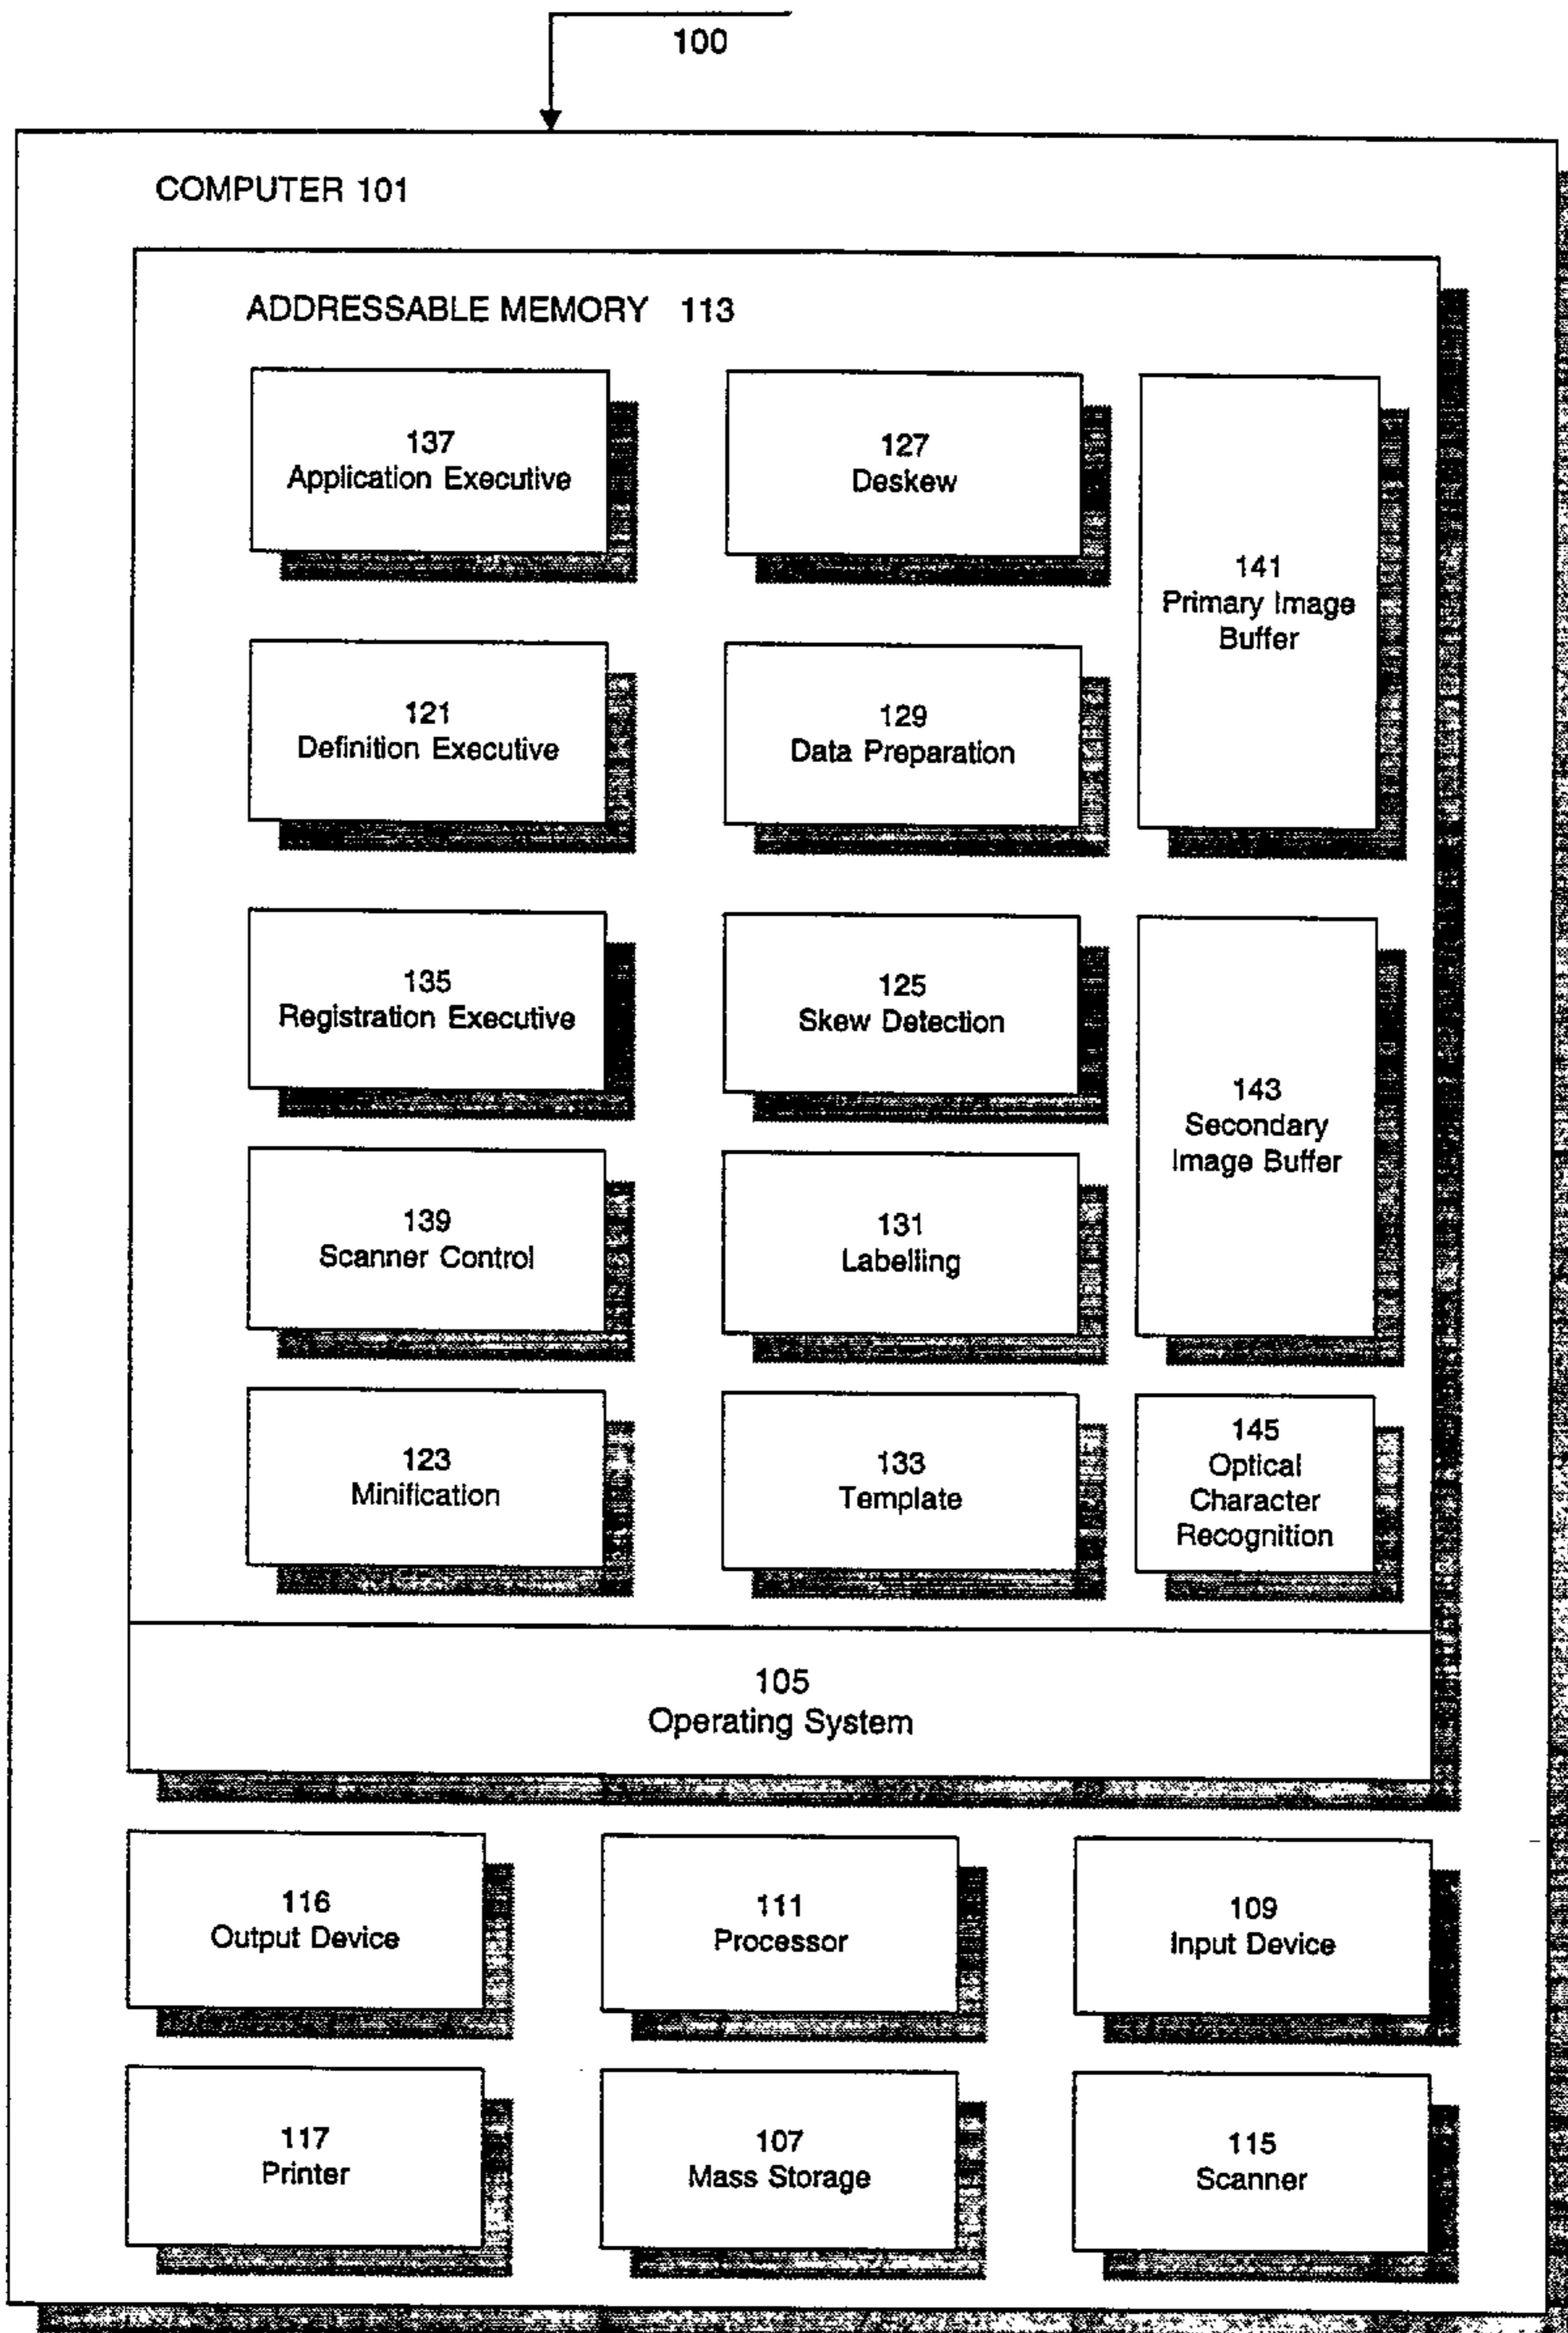 100
COMPUTER 101
ADDRESSABLE MEMORY 113
137
Application Executive
127
Deskew
141
Primary Image
Buffer
121
Definition Executive
129
Data Preparation
135
Registration Executive
125
Skew Detection
143
Secondary
Image Buffer
139
Scanner Control
131
Labelling
123
Minification
133
Template
145
Optical
Character
Recognition
105
Operating System
116
Output Device
111
Processor
109
Input Device
117
Printer
107
Mass Storage
115
Scanner